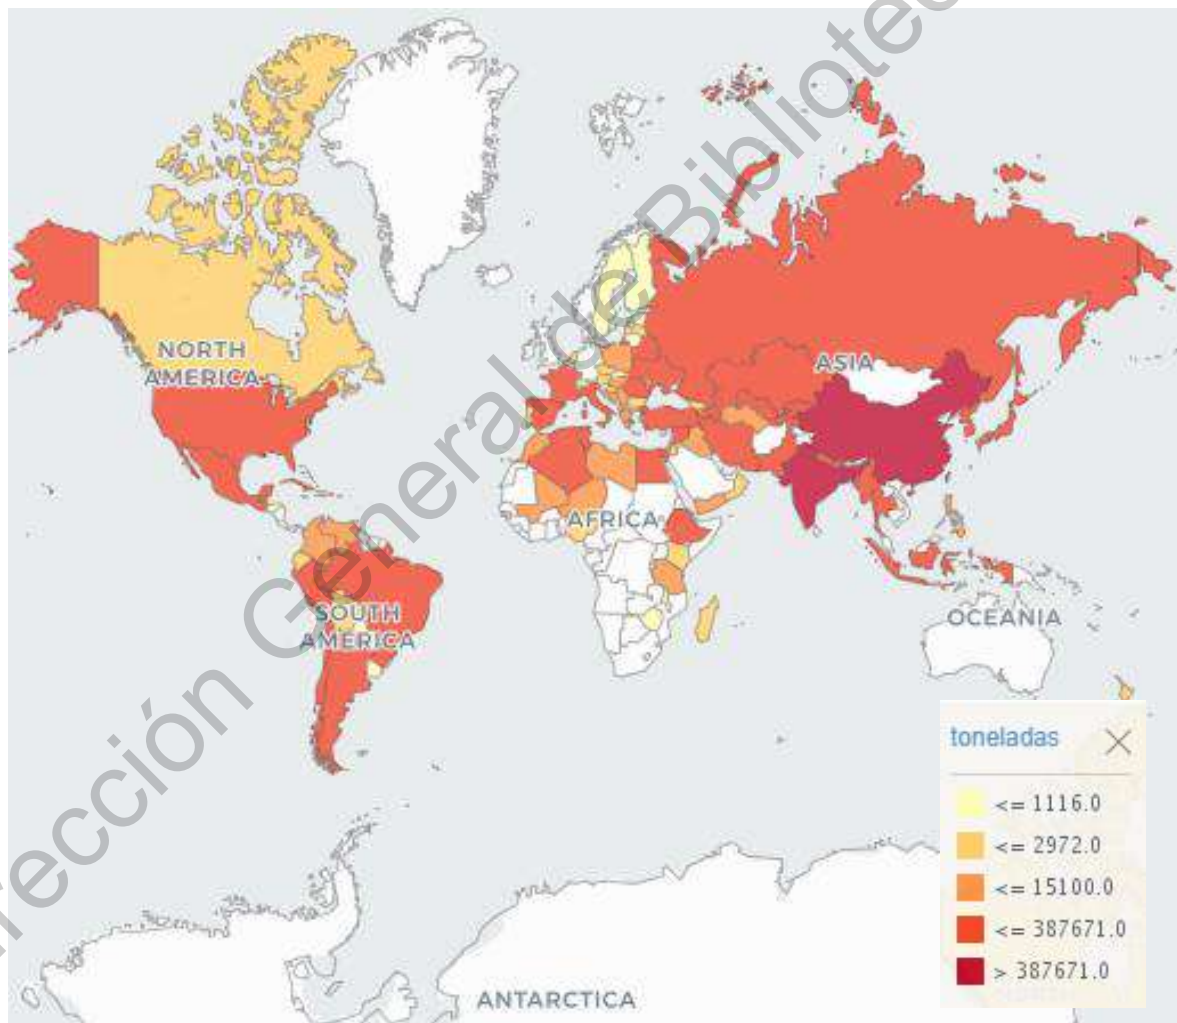 Dirección General de Bibliotec
NORTH
AMERICA
ASIA
AFRICA
SOUTH
AMERICA
OCEANIA
toneladas
<= 1116.0
<= 2972.0
<= 15100.0
<= 387671.0
> 387671.0
ANTARCTICA